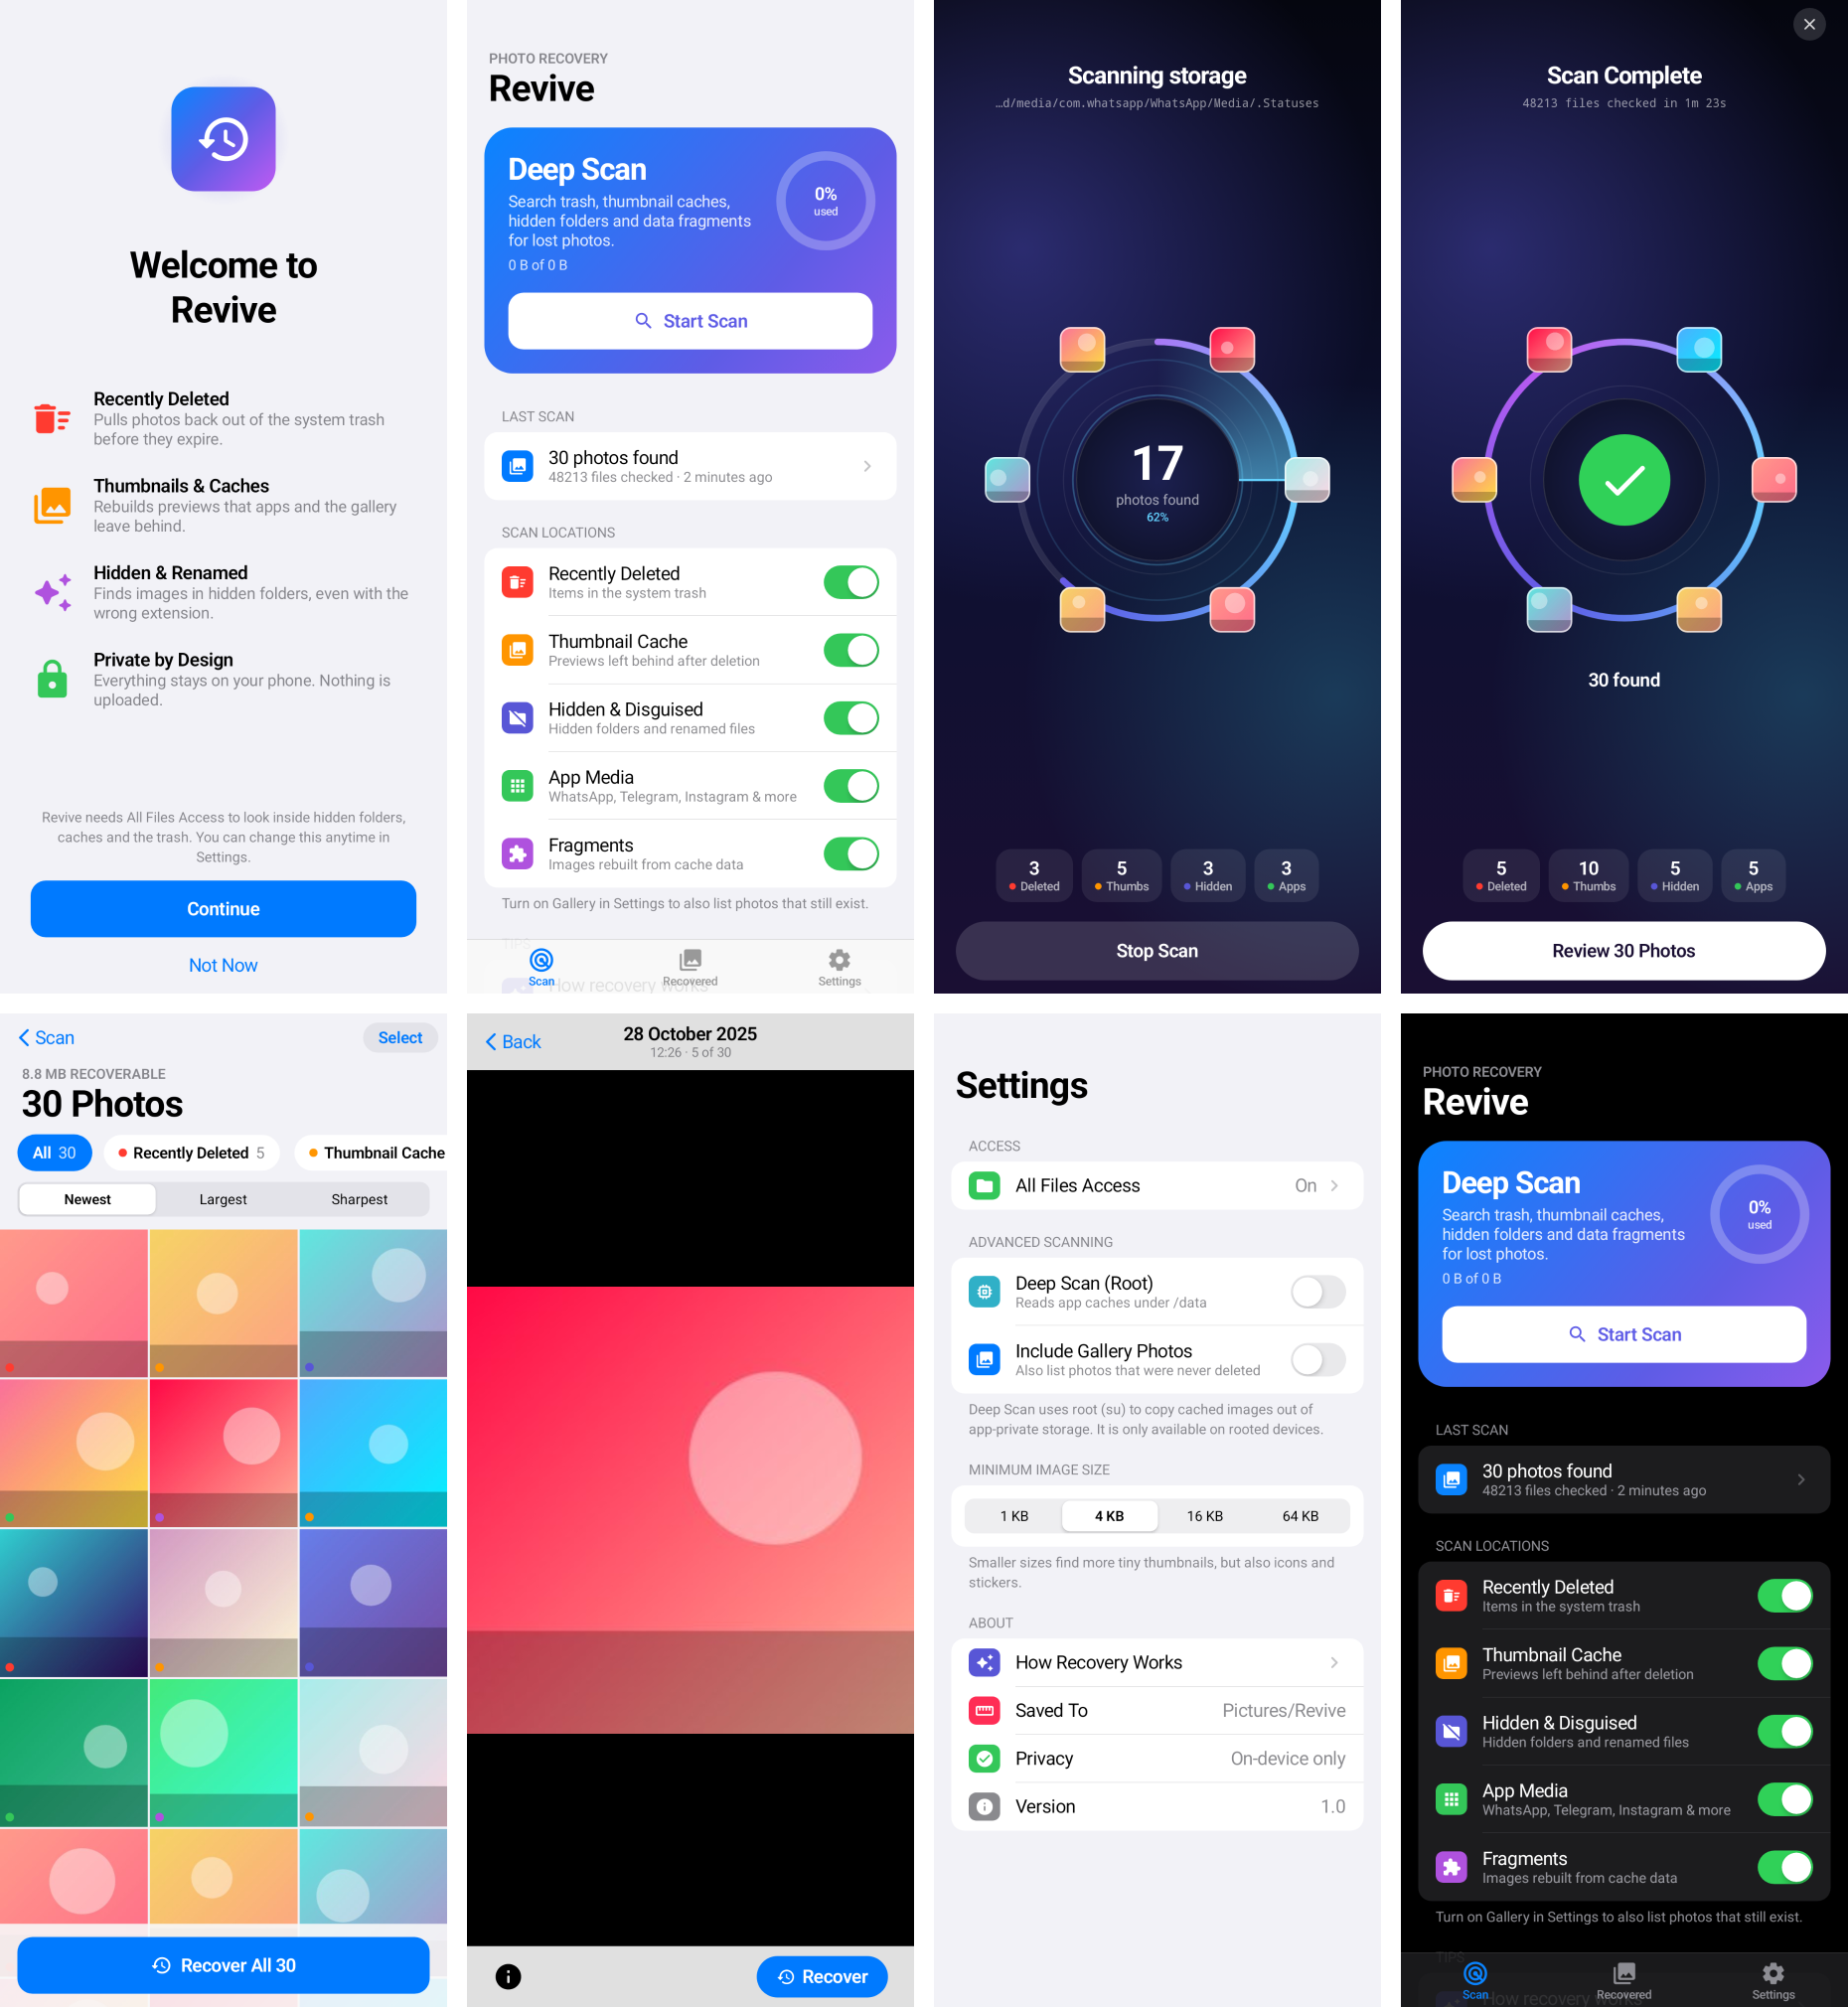 Welcome to
Revive
Recently Deleted
Pulls photos back out of the system trash
before they expire.
Thumbnails & Caches
Rebuilds previews that apps and the gallery
leave behind.
Hidden & Renamed
Finds images in hidden folders, even with the
wrong extension.
Private by Design
Everything stays on your phone. Nothing is
uploaded.
Revive needs All Files Access to look inside hidden folders,
caches and the trash. You can change this anytime in
Settings.
Continue
Not Now
PHOTO RECOVERY
Revive
Deep Scan
Search trash, thumbnail caches,
hidden folders and data fragments
for lost photos.
0 B of 0 B
0%
used
Start Scan
LAST SCAN
30 photos found
48213 files checked · 2 minutes ago
SCAN LOCATIONS
Recently Deleted
Items in the system trash
Thumbnail Cache
Previews left behind after deletion
Hidden & Disguised
Hidden folders and renamed files
App Media
WhatsApp, Telegram, Instagram & more
Fragments
Images rebuilt from cache data
Turn on Gallery in Settings to also list photos that still exist.
TIPS
How recovery works
Scan
Recovered
Settings
Scanning storage
…d/media/com.whatsapp/WhatsApp/Media/.Statuses
17
photos found
62%
3
Deleted
5
Thumbs
3
Hidden
3
Apps
Stop Scan
Scan Complete
48213 files checked in 1m 23s
30 found
5
Deleted
10
Thumbs
5
Hidden
5
Apps
Review 30 Photos
Scan
Select
8.8 MB RECOVERABLE
30 Photos
All 30
Recently Deleted 5
Thumbnail Cache
Newest
Largest
Sharpest
Recover All 30
Back
28 October 2025
12:26 · 5 of 30
Recover
Settings
ACCESS
All Files Access
On
ADVANCED SCANNING
Deep Scan (Root)
Reads app caches under /data
Include Gallery Photos
Also list photos that were never deleted
Deep Scan uses root (su) to copy cached images out of
app-private storage. It is only available on rooted devices.
MINIMUM IMAGE SIZE
1 KB
4 KB
16 KB
64 KB
Smaller sizes find more tiny thumbnails, but also icons and
stickers.
ABOUT
How Recovery Works
Saved To
Pictures/Revive
Privacy
On-device only
Version
1.0
PHOTO RECOVERY
Revive
Deep Scan
Search trash, thumbnail caches,
hidden folders and data fragments
for lost photos.
0 B of 0 B
0%
used
Start Scan
LAST SCAN
30 photos found
48213 files checked · 2 minutes ago
SCAN LOCATIONS
Recently Deleted
Items in the system trash
Thumbnail Cache
Previews left behind after deletion
Hidden & Disguised
Hidden folders and renamed files
App Media
WhatsApp, Telegram, Instagram & more
Fragments
Images rebuilt from cache data
Turn on Gallery in Settings to also list photos that still exist.
TIPS
How recovery works
Scan
Recovered
Settings